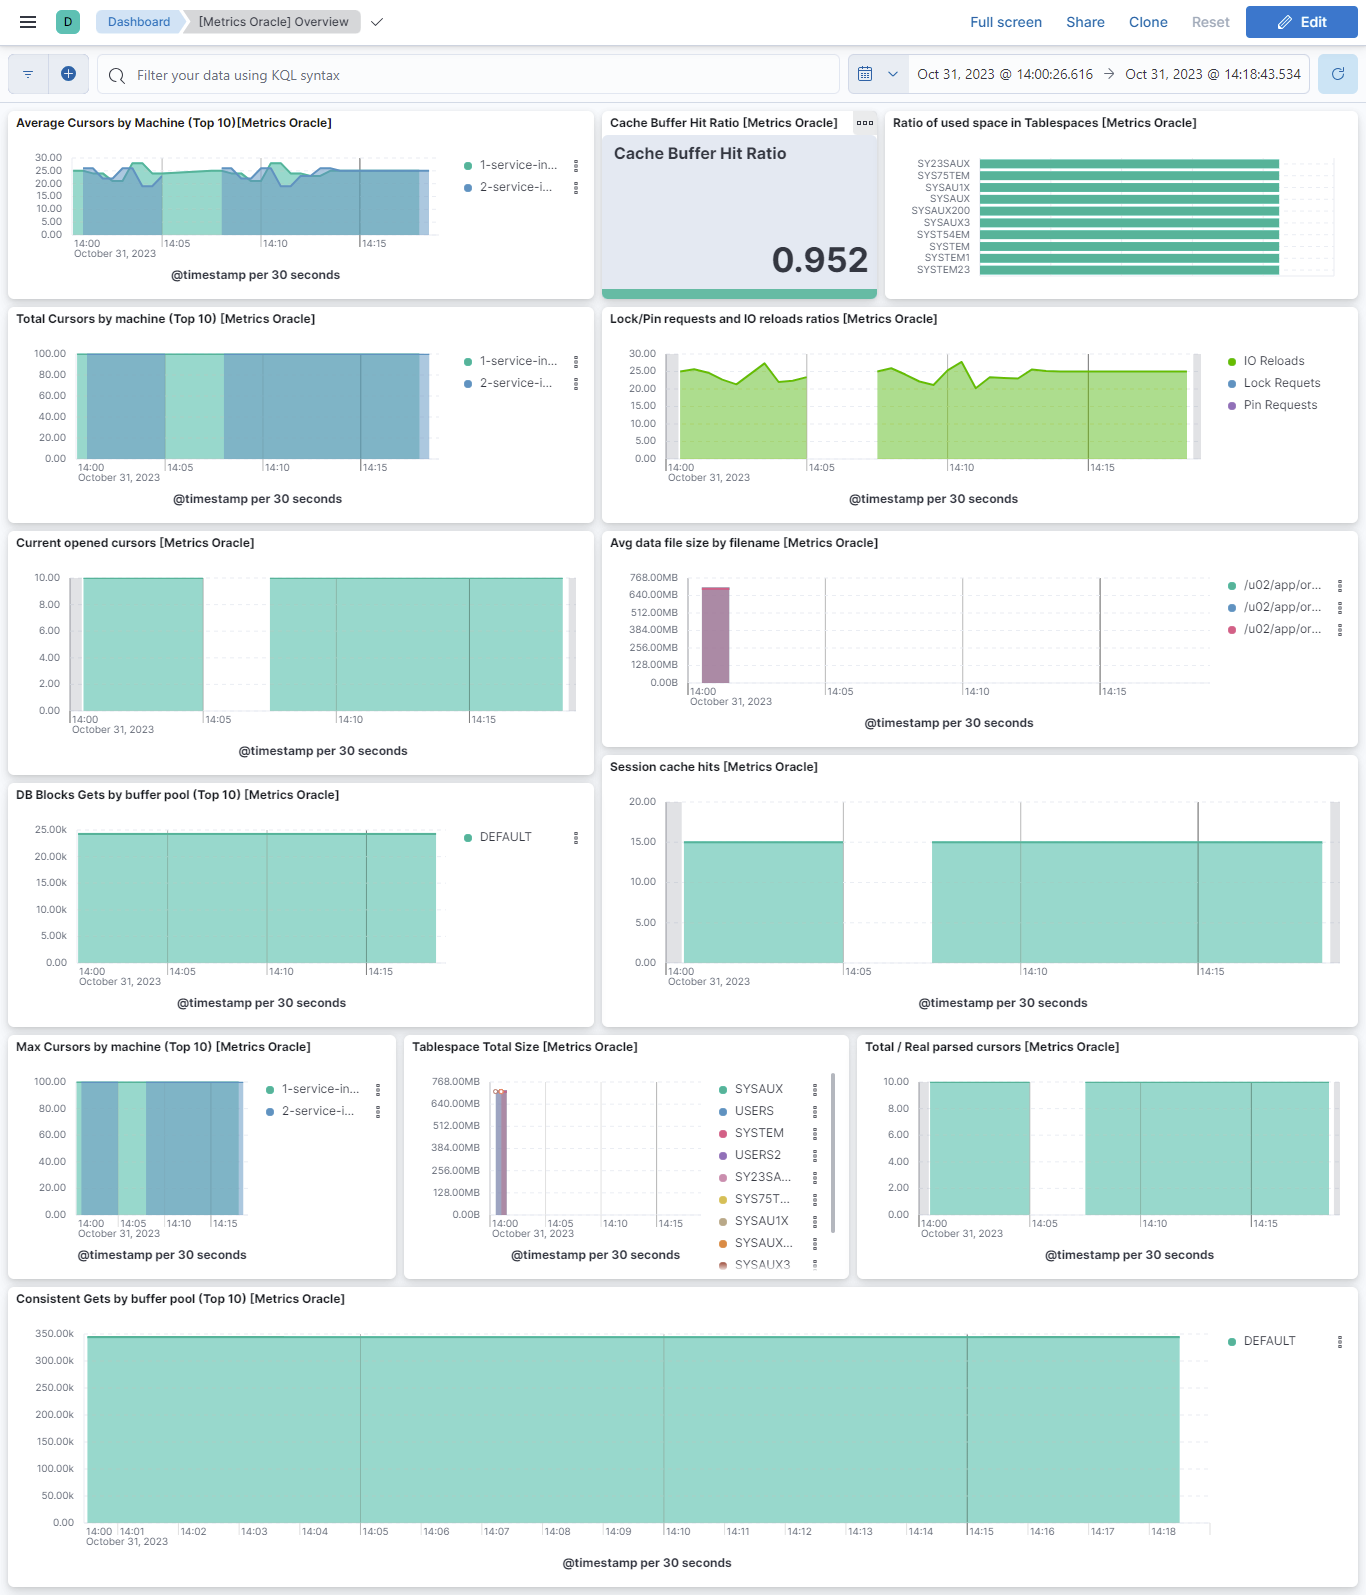 D Dashboard [Metrics Oracle] Overview Full screen Share Clone Reset Edit
Filter your data using KQL syntax Oct 31, 2023 @ 14:00:26.616 → Oct 31, 2023 @ 14:18:43.534
Average Cursors by Machine (Top 10)[Metrics Oracle]
30.00
25.00
20.00
15.00
10.00
5.00
0.00
14:00 14:05 14:10 14:15
October 31, 2023
@timestamp per 30 seconds
1-service-in...
2-service-i...
Cache Buffer Hit Ratio [Metrics Oracle]
Cache Buffer Hit Ratio
0.952
Ratio of used space in Tablespaces [Metrics Oracle]
SY23SAUX
SYS75TEM
SYSAU1X
SYSAUX
SYSAUX200
SYSAUX3
SYST54EM
SYSTEM
SYSTEM1
SYSTEM23
Total Cursors by machine (Top 10) [Metrics Oracle]
100.00
80.00
60.00
40.00
20.00
0.00
14:00 14:05 14:10 14:15
October 31, 2023
@timestamp per 30 seconds
1-service-in...
2-service-i...
Lock/Pin requests and IO reloads ratios [Metrics Oracle]
30.00
25.00
20.00
15.00
10.00
5.00
0.00
14:00 14:05 14:10 14:15
October 31, 2023
@timestamp per 30 seconds
IO Reloads
Lock Requets
Pin Requests
Current opened cursors [Metrics Oracle]
10.00
8.00
6.00
4.00
2.00
0.00
14:00 14:05 14:10 14:15
October 31, 2023
@timestamp per 30 seconds
Avg data file size by filename [Metrics Oracle]
768.00MB
640.00MB
512.00MB
384.00MB
256.00MB
128.00MB
0.00B
14:00 14:05 14:10 14:15
October 31, 2023
@timestamp per 30 seconds
/u02/app/or...
/u02/app/or...
/u02/app/or...
DB Blocks Gets by buffer pool (Top 10) [Metrics Oracle]
25.00k
20.00k
15.00k
10.00k
5.00k
0.00
14:00 14:05 14:10 14:15
October 31, 2023
@timestamp per 30 seconds
DEFAULT
Session cache hits [Metrics Oracle]
20.00
15.00
10.00
5.00
0.00
14:00 14:05 14:10 14:15
October 31, 2023
@timestamp per 30 seconds
Max Cursors by machine (Top 10) [Metrics Oracle]
100.00
80.00
60.00
40.00
20.00
0.00
14:00 14:05 14:10 14:15
October 31, 2023
@timestamp per 30 seconds
1-service-in...
2-service-i...
Tablespace Total Size [Metrics Oracle]
768.00MB
640.00MB
512.00MB
384.00MB
256.00MB
128.00MB
0.00B
14:00 14:05 14:10 14:15
October 31, 2023
@timestamp per 30 seconds
SYSAUX
USERS
SYSTEM
USERS2
SY23SA...
SYS75T...
SYSAU1X
SYSAUX...
SYSAUX3
Total / Real parsed cursors [Metrics Oracle]
10.00
8.00
6.00
4.00
2.00
0.00
14:00 14:05 14:10 14:15
October 31, 2023
@timestamp per 30 seconds
Consistent Gets by buffer pool (Top 10) [Metrics Oracle]
350.00k
300.00k
250.00k
200.00k
150.00k
100.00k
50.00k
0.00
14:00 14:01 14:02 14:03 14:04 14:05 14:06 14:07 14:08 14:09 14:10 14:11 14:12 14:13 14:14 14:15 14:16 14:17 14:18
October 31, 2023
@timestamp per 30 seconds
DEFAULT